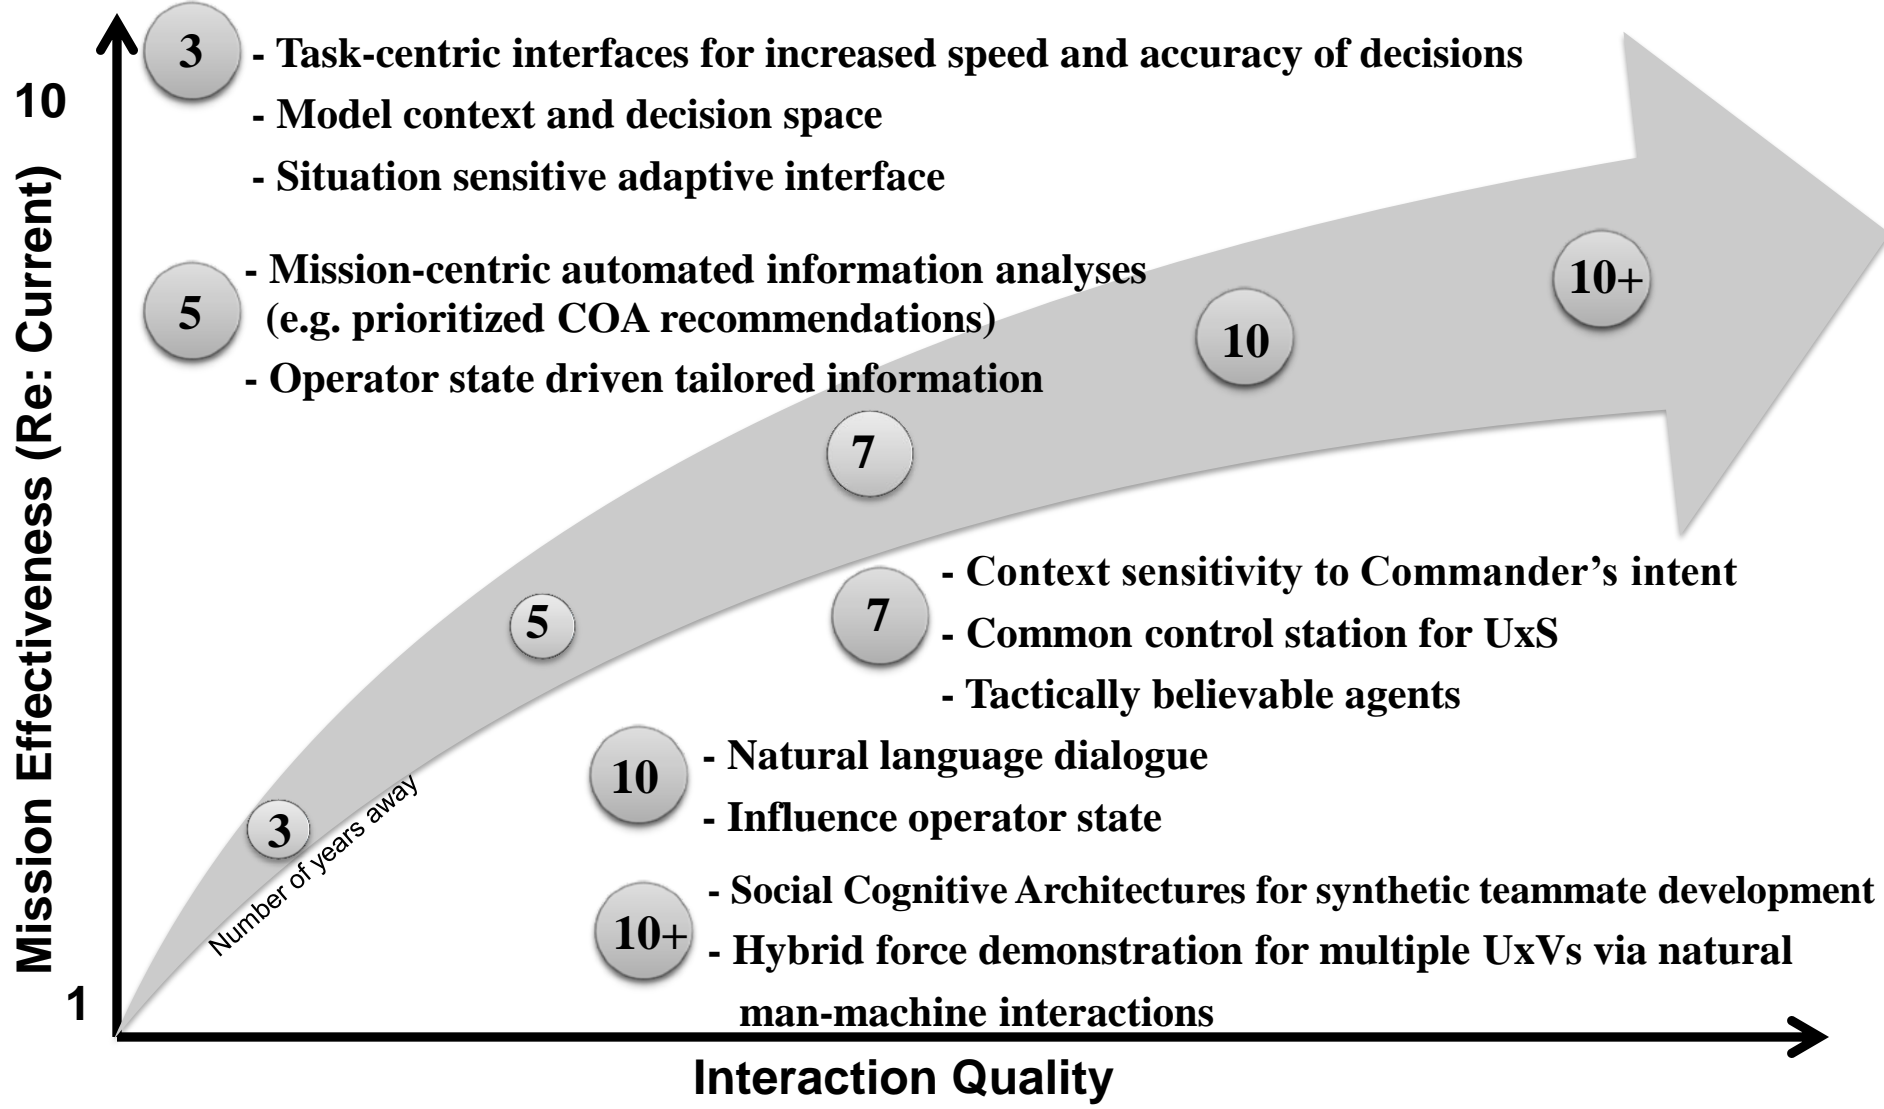 3
- Task-centric interfaces for increased speed and accuracy of decisions
10
- Model context and decision space
- Situation sensitive adaptive interface
Mission Effectiveness (Re: Current)
5
- Mission-centric automated information analyses
(e.g. prioritized COA recommendations)
- Operator state driven tailored information
10+
10
7
5
3
Number of years away
7
- Context sensitivity to Commander’s intent
- Common control station for UxS
- Tactically believable agents
10
- Natural language dialogue
- Influence operator state
10+
- Social Cognitive Architectures for synthetic teammate development
- Hybrid force demonstration for multiple UxVs via natural
man-machine interactions
1
Interaction Quality